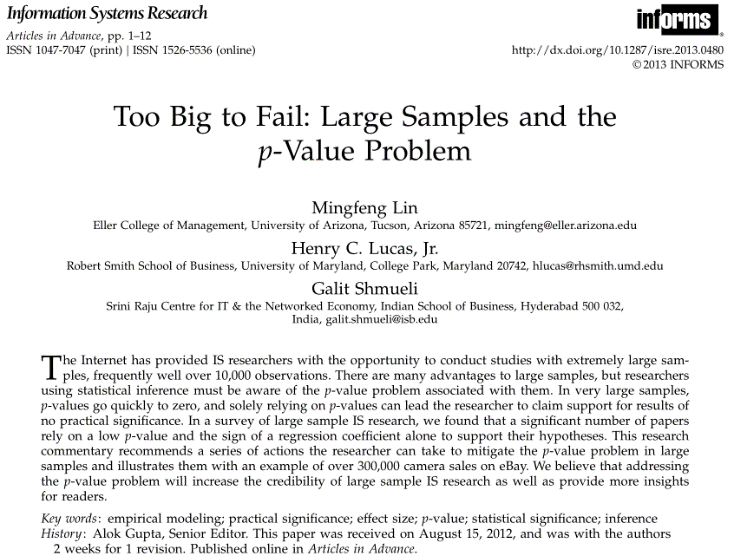 Information Systems Research
Articles in Advance, pp. 1–12
ISSN 1047-7047 (print) | ISSN 1526-5536 (online)
informs®
http://dx.doi.org/10.1287/isre.2013.0480
© 2013 INFORMS
Too Big to Fail: Large Samples and the
p-Value Problem
Mingfeng Lin
Eller College of Management, University of Arizona, Tucson, Arizona 85721, mingfeng@eller.arizona.edu
Henry C. Lucas, Jr.
Robert Smith School of Business, University of Maryland, College Park, Maryland 20742, hlucas@rhsmith.umd.edu
Galit Shmueli
Srini Raju Centre for IT & the Networked Economy, Indian School of Business, Hyderabad 500 032,
India, galit.shmueli@isb.edu
The Internet has provided IS researchers with the opportunity to conduct studies with extremely large sam-
ples, frequently well over 10,000 observations. There are many advantages to large samples, but researchers
using statistical inference must be aware of the p-value problem associated with them. In very large samples,
p-values go quickly to zero, and solely relying on p-values can lead the researcher to claim support for results of
no practical significance. In a survey of large sample IS research, we found that a significant number of papers
rely on a low p-value and the sign of a regression coefficient alone to support their hypotheses. This research
commentary recommends a series of actions the researcher can take to mitigate the p-value problem in large
samples and illustrates them with an example of over 300,000 camera sales on eBay. We believe that addressing
the p-value problem will increase the credibility of large sample IS research as well as provide more insights
for readers.
Key words: empirical modeling; practical significance; effect size; p-value; statistical significance; inference
History: Alok Gupta, Senior Editor. This paper was received on August 15, 2012, and was with the authors
2 weeks for 1 revision. Published online in Articles in Advance.